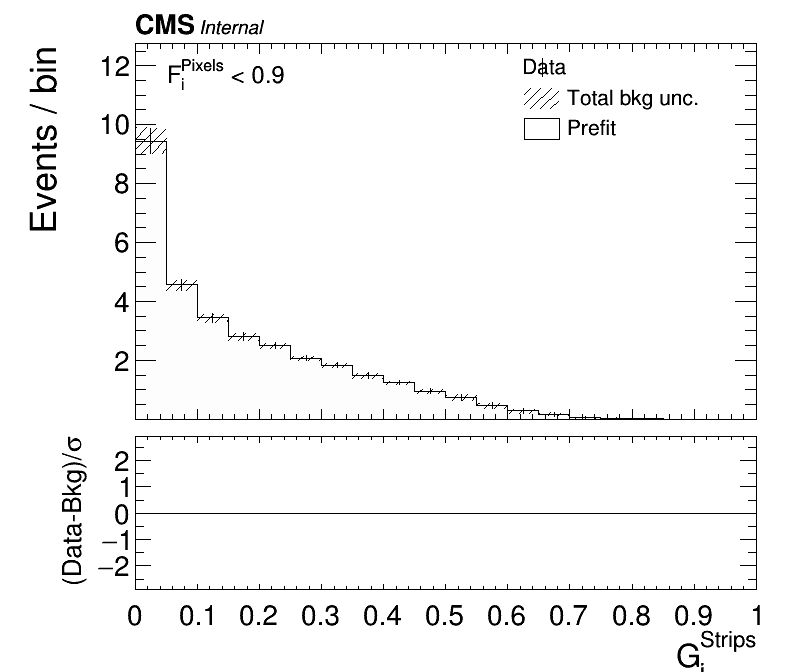 CMS Internal
F_i^Pixels < 0.9
Data
Total bkg unc.
Prefit
Events / bin
12
10
8
6
4
2
(Data-Bkg)/σ
2
1
0
−1
−2
0 0.1 0.2 0.3 0.4 0.5 0.6 0.7 0.8 0.9 1
G_i^Strips